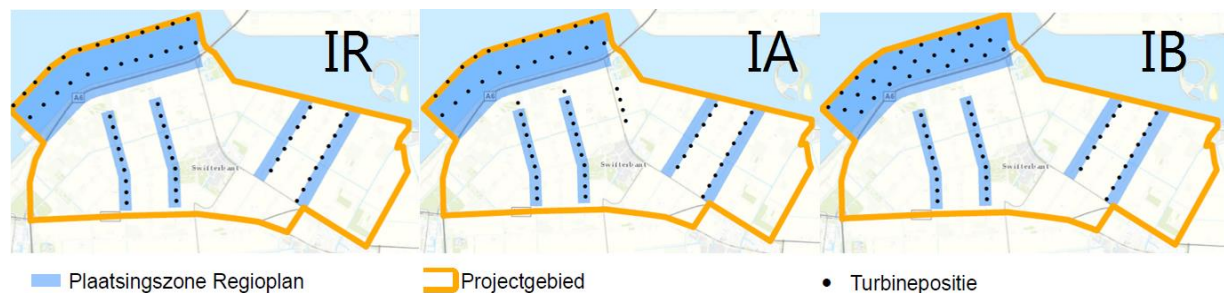 IR
IA
IB
A6
A6
A6
Swifterbant
Swifterbant
Swifterbant
Plaatsingszone Regioplan
Projectgebied
Turbinepositie